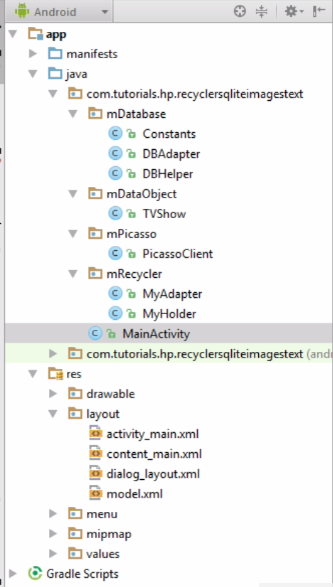 Android
app
manifests
java
com.tutorials.hp.recyclersqliteimagestext
mDatabase
Constants
DBAdapter
DBHelper
mDataObject
TVShow
mPicasso
PicassoClient
mRecycler
MyAdapter
MyHolder
MainActivity
com.tutorials.hp.recyclersqliteimagestext (and
res
drawable
layout
activity_main.xml
content_main.xml
dialog_layout.xml
model.xml
menu
mipmap
values
Gradle Scripts